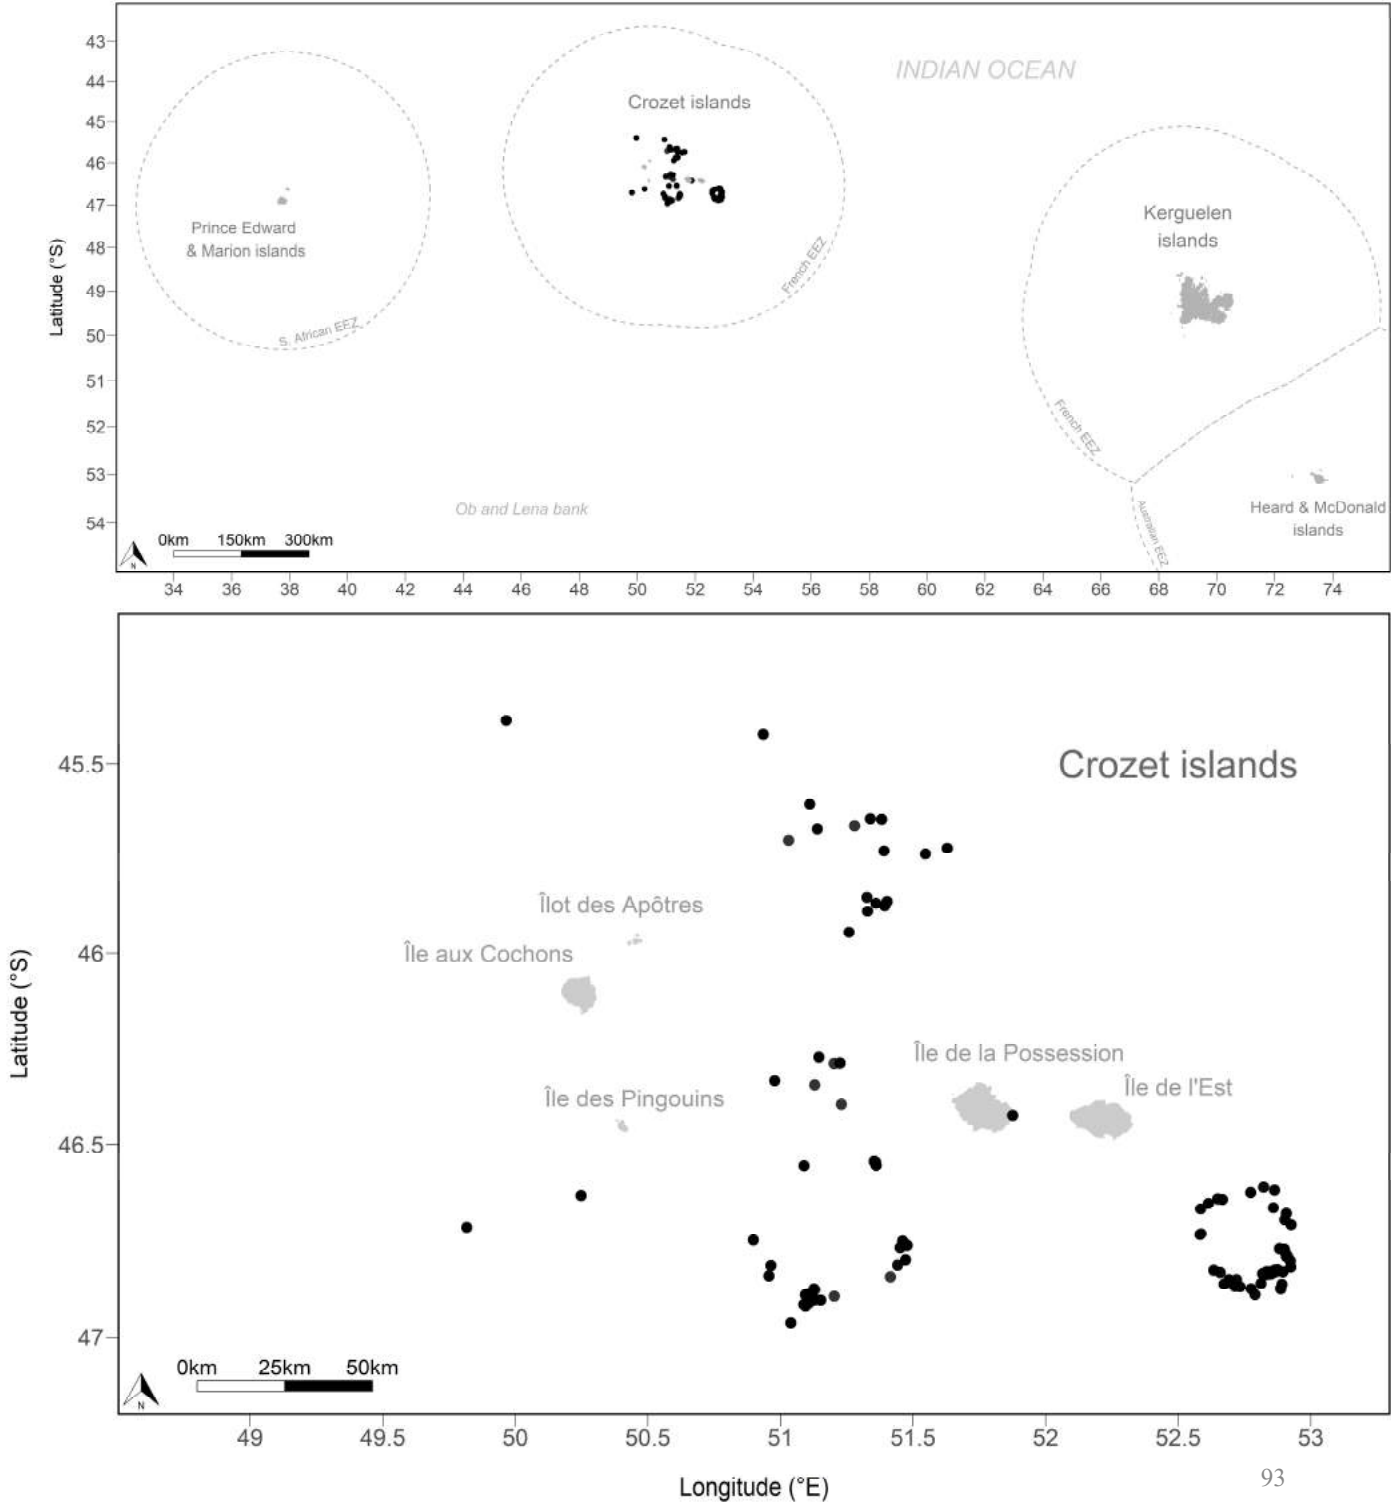 43
44
45
46
47
48
49
50
51
52
53
54
Latitude (°S)
INDIAN OCEAN
Crozet islands
Prince Edward
& Marion islands
Kerguelen
islands
French EEZ
S. African EEZ
French EEZ
Australian EEZ
Ob and Lena bank
Heard & McDonald
islands
0km 150km 300km
N
34 36 38 40 42 44 46 48 50 52 54 56 58 60 62 64 66 68 70 72 74
Crozet islands
45.5
46
46.5
47
Latitude (°S)
Îlot des Apôtres
Île aux Cochons
Île de la Possession
Île de l'Est
Île des Pingouins
0km 25km 50km
N
49 49.5 50 50.5 51 51.5 52 52.5 53
Longitude (°E)
93